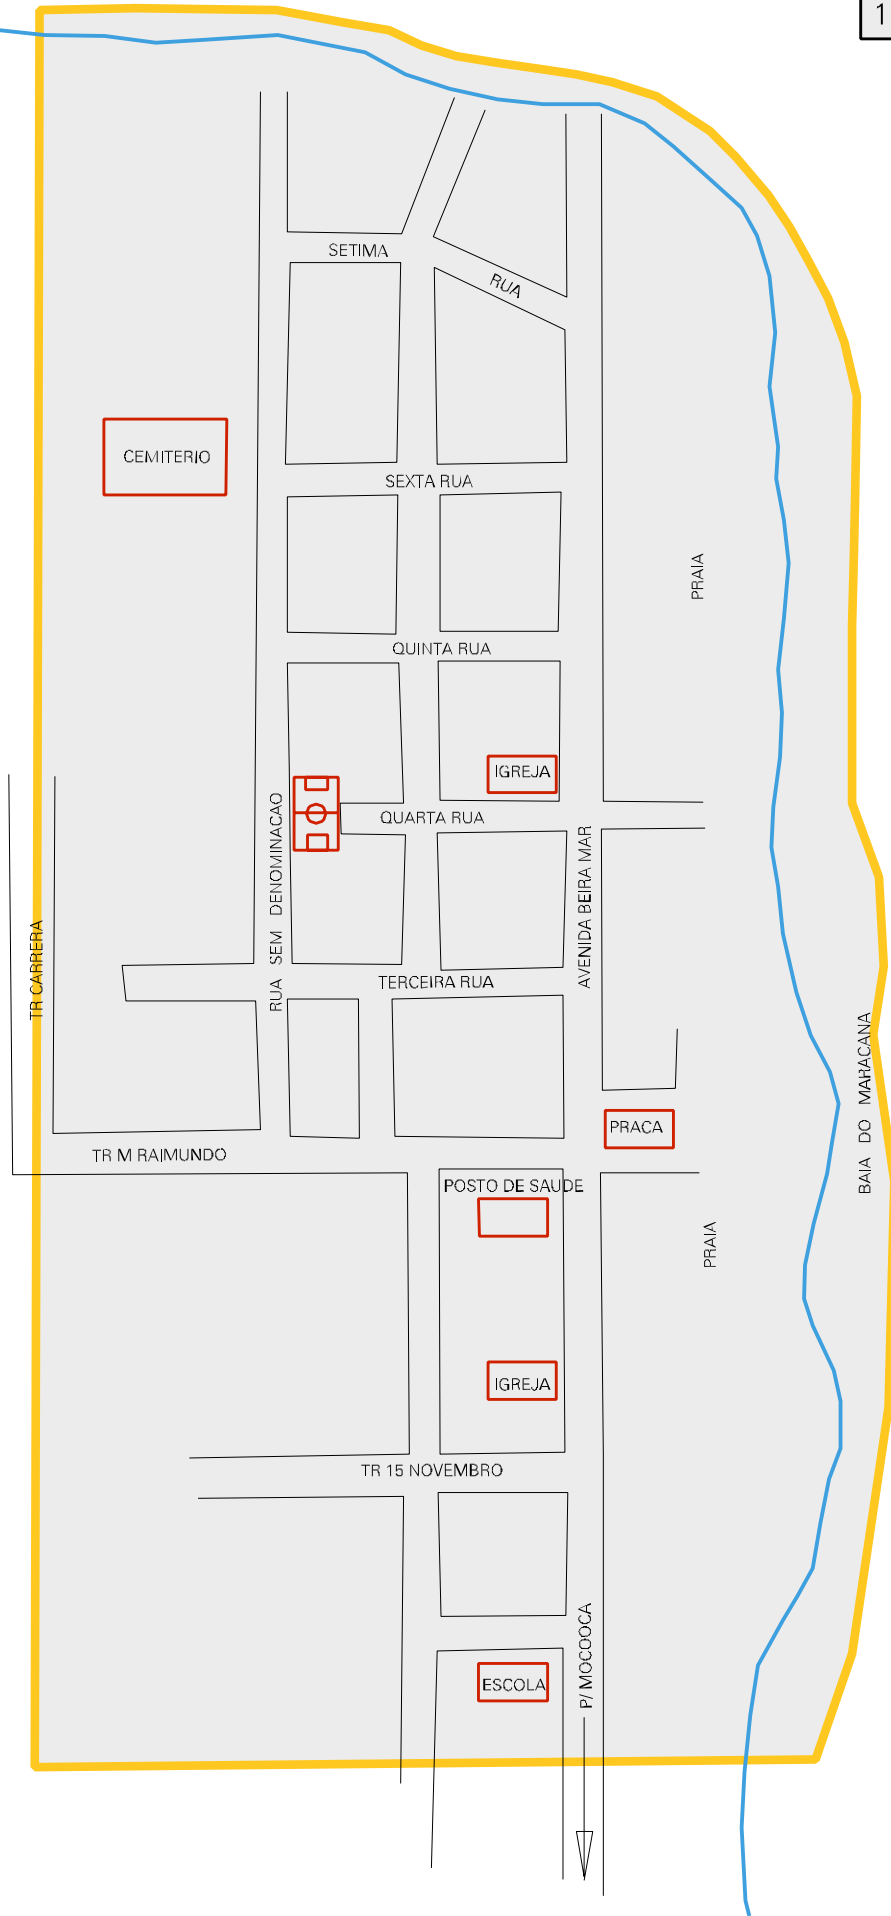 1
SETIMA
RUA
CEMITERIO
SEXTA RUA
PRAIA
QUINTA RUA
IGREJA
RUA SEM DENOMINACAO
QUARTA RUA
AVENIDA BEIRA MAR
TR CARRERA
TERCEIRA RUA
BAIA DO MARACANA
PRACA
TR M RAIMUNDO
POSTO DE SAUDE
PRAIA
IGREJA
TR 15 NOVEMBRO
P/ MOCOOCA
ESCOLA